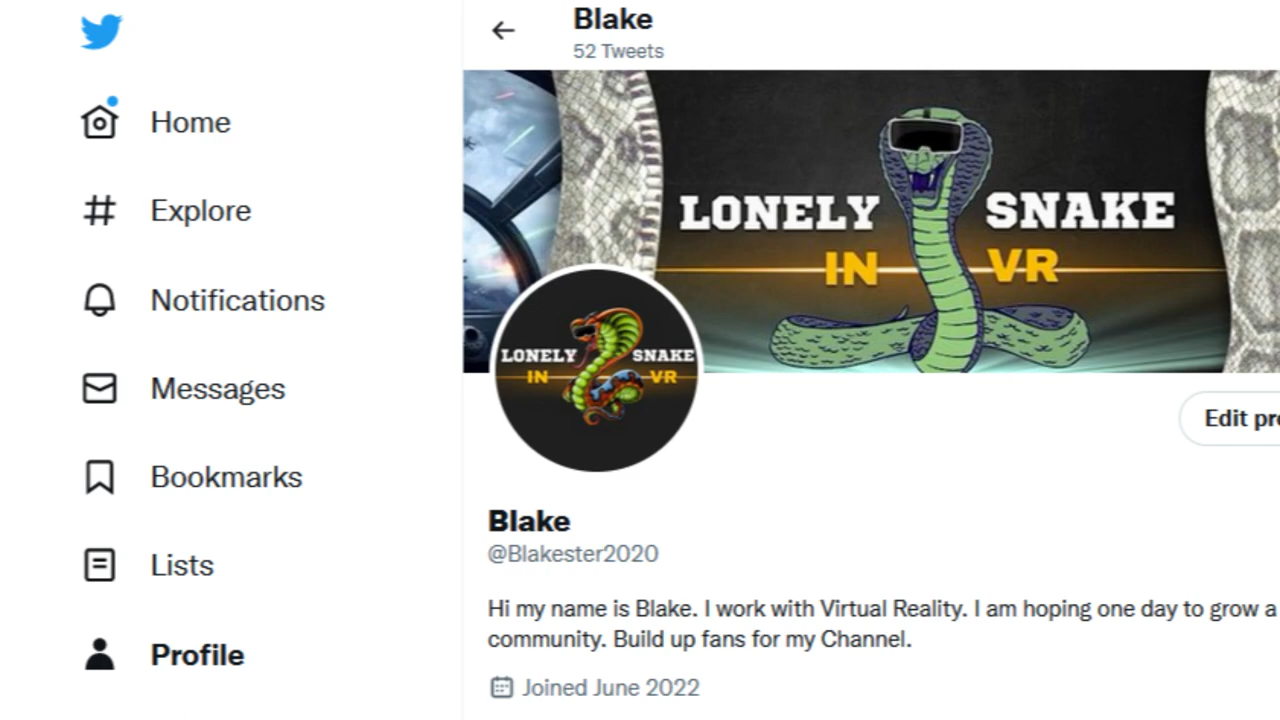 Blake
52 Tweets
Home
Explore
Notifications
Messages
Bookmarks
Lists
Profile
LONELY SNAKE
IN VR
LONELY SNAKE
IN VR
Edit pr
Blake
@Blakester2020
Hi my name is Blake. I work with Virtual Reality. I am hoping one day to grow a
community. Build up fans for my Channel.
Joined June 2022